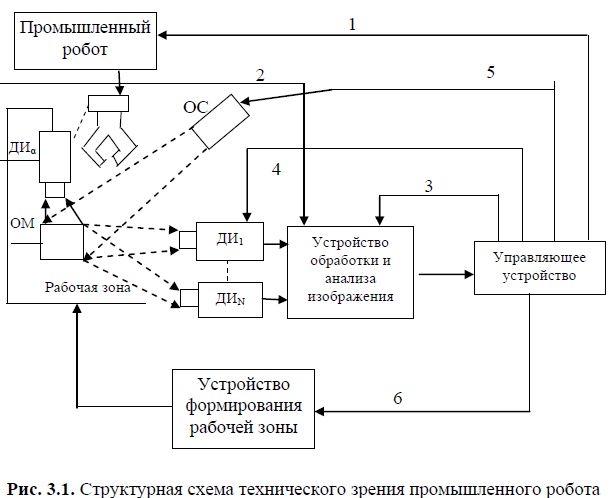 Промышленный
робот
1
2
5
ОС
ДИα
4
3
ОМ
ДИ1
Устройство
обработки и
анализа
изображения
Управляющее
устройство
Рабочая зона
ДИN
Устройство
формирования
рабочей зоны
6
Рис. 3.1. Структурная схема технического зрения промышленного робота